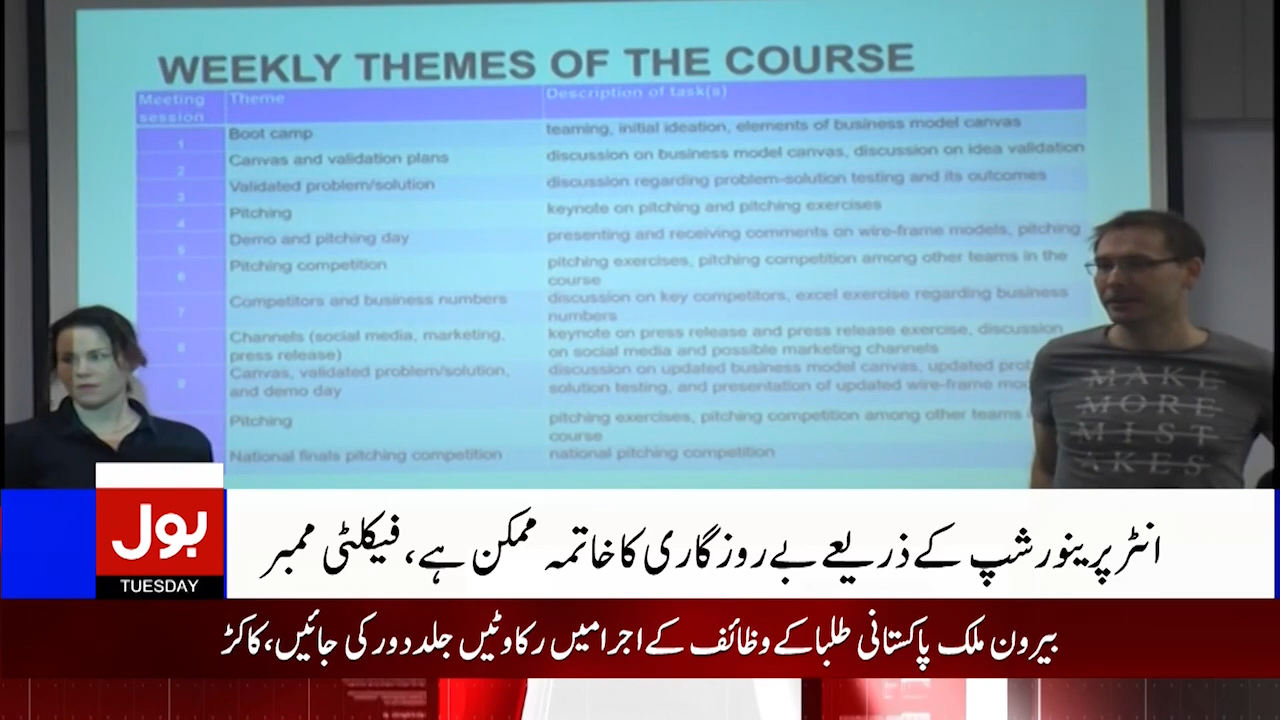 WEEKLY THEMES OF THE COURSE
Meeting session Theme Description of task(s)
1 Boot camp teaming, initial ideation, elements of business model canvas
2 Canvas and validation plans discussion on business model canvas, discussion on idea validation
3 Validated problem/solution discussion regarding problem-solution testing and its outcomes
4 Pitching keynote on pitching and pitching exercises
5 Demo and pitching day presenting and receiving comments on wire-frame models, pitching
6 Pitching competition pitching exercises, pitching competition among other teams in the
course
7 Competitors and business numbers discussion on key competitors, excel exercise regarding business
numbers
8 Channels (social media, marketing, keynote on press release and press release exercise, discussion
press release) on social media and possible marketing channels
9 Canvas, validated problem/solution, discussion on updated business model canvas, updated
and demo day solution testing, and presentation of updated wire-frame
Pitching pitching exercises, pitching competition among other teams
course
National finals pitching competition national pitching competition
MAKE
MORE
MIST
AKES
بول
TUESDAY
انٹرپرینورشپ کے ذریعے بے روزگاری کا خاتمہ ممکن ہے، فیکلٹی ممبر
بیرون ملک پاکستانی طلبا کے وظائف کے اجرا میں رکاوٹیں جلد دور کی جائیں، کاکڑ